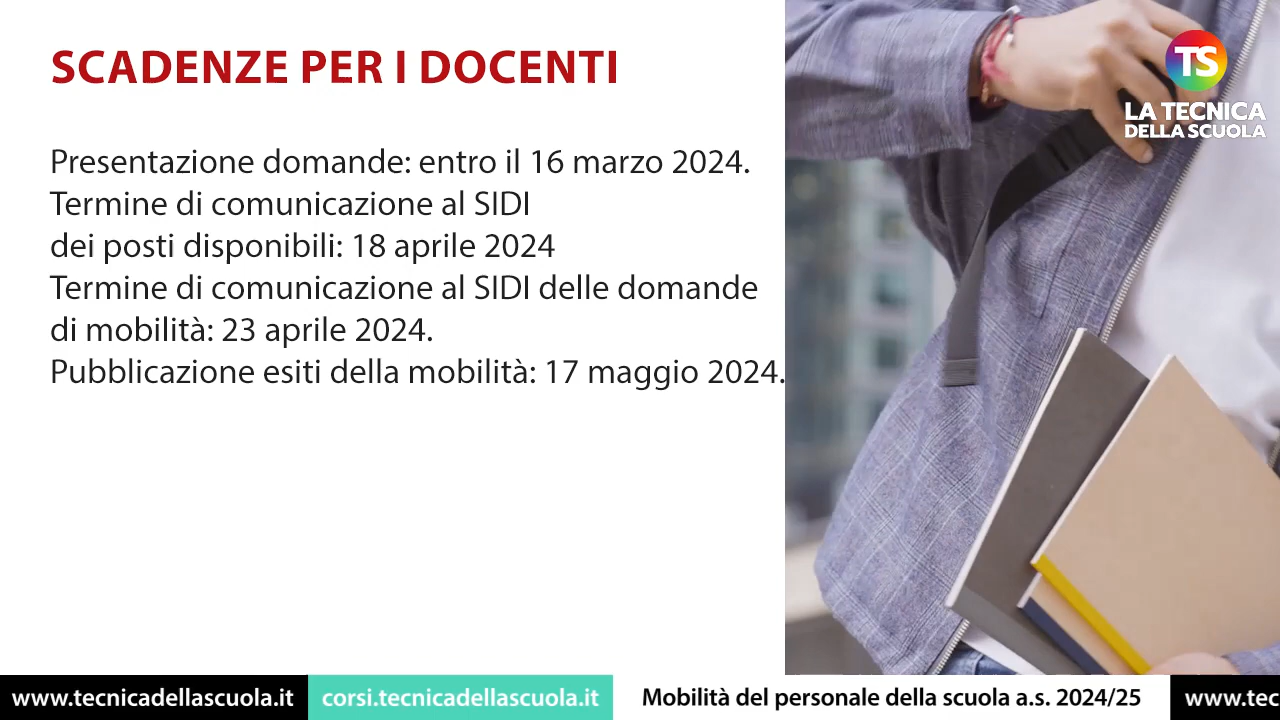 SCADENZE PER I DOCENTI
Presentazione domande: entro il 16 marzo 2024.
Termine di comunicazione al SIDI
dei posti disponibili: 18 aprile 2024
Termine di comunicazione al SIDI delle domande
di mobilità: 23 aprile 2024.
Pubblicazione esiti della mobilità: 17 maggio 2024.
TS
LA TECNICA
DELLA SCUOLA
www.tecnicadellascuola.it corsi.tecnicadellascuola.it Mobilità del personale della scuola a.s. 2024/25 www.tec